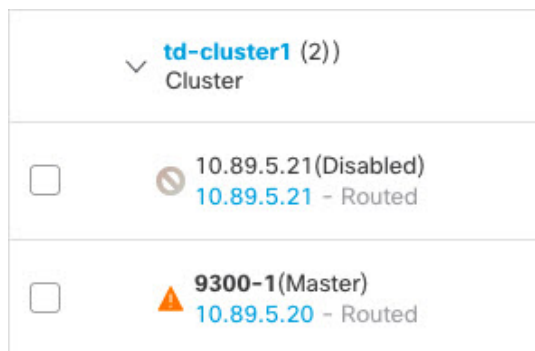 td-cluster1 (2))
Cluster
10.89.5.21(Disabled)
10.89.5.21 - Routed
9300-1(Master)
10.89.5.20 - Routed